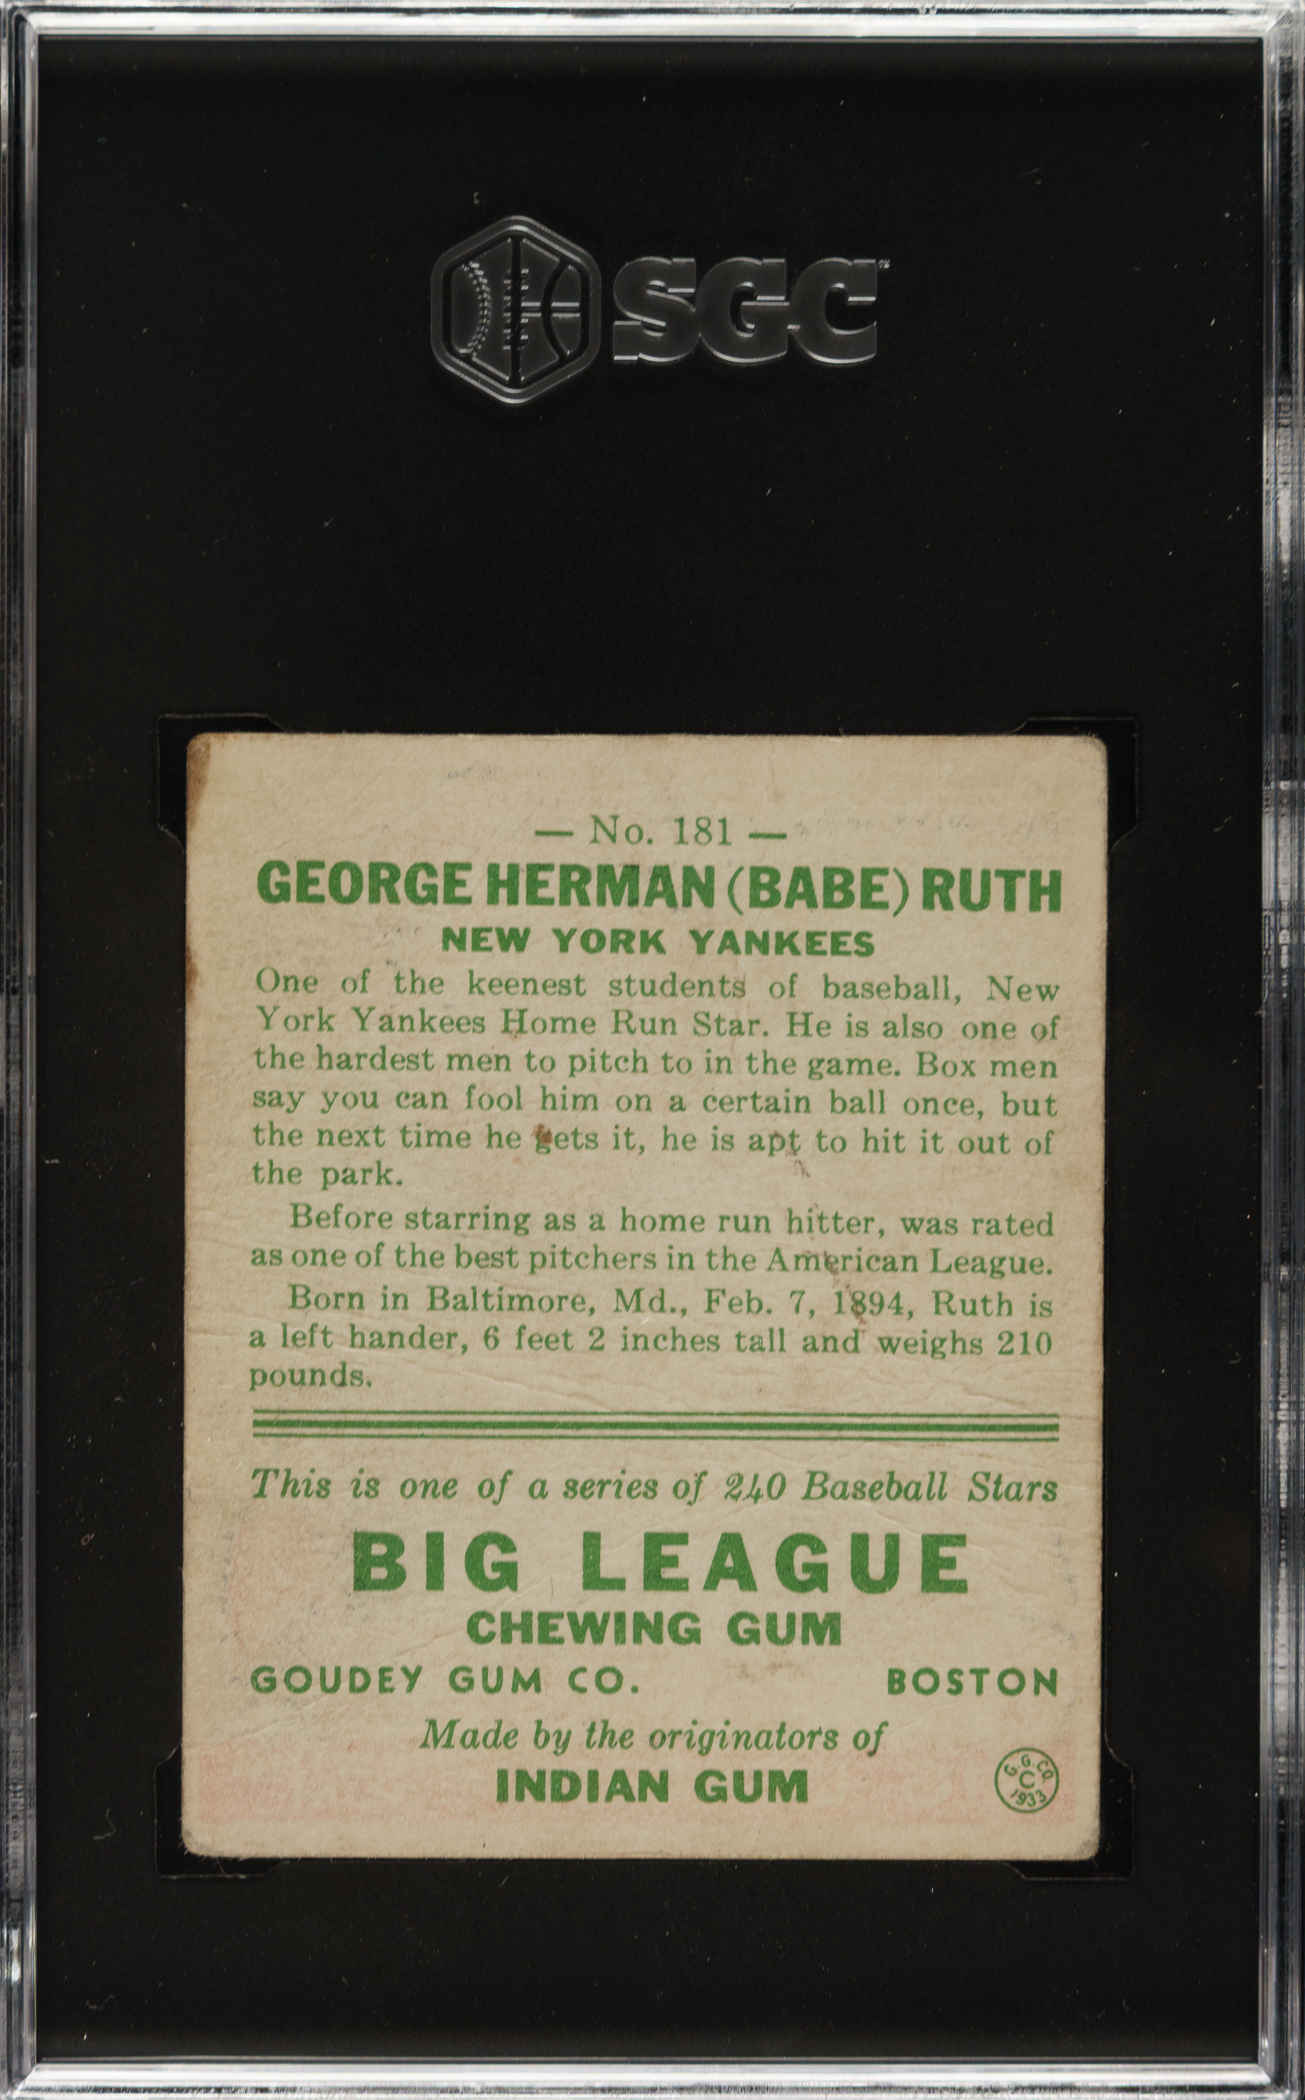 SGC™
— No. 181 —
GEORGE HERMAN (BABE) RUTH
NEW YORK YANKEES
One of the keenest students of baseball, New
York Yankees Home Run Star. He is also one of
the hardest men to pitch to in the game. Box men
say you can fool him on a certain ball once, but
the next time he gets it, he is apt to hit it out of
the park.
Before starring as a home run hitter, was rated
as one of the best pitchers in the American League.
Born in Baltimore, Md., Feb. 7, 1894, Ruth is
a left hander, 6 feet 2 inches tall and weighs 210
pounds.
This is one of a series of 240 Baseball Stars
BIG LEAGUE
CHEWING GUM
GOUDEY GUM CO. BOSTON
Made by the originators of
INDIAN GUM
G. G. CO.
C
1933